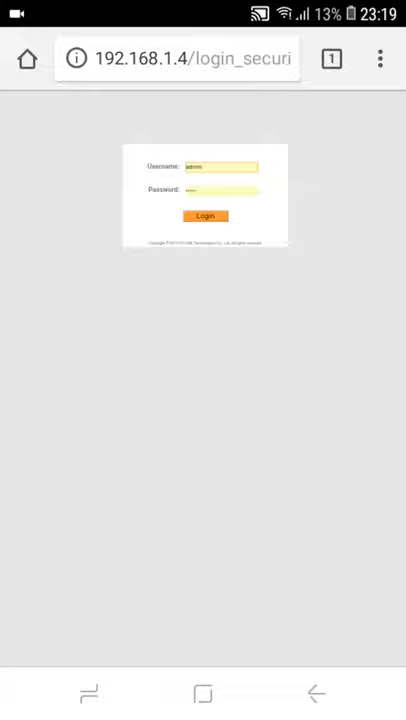 13% 23:19
192.168.1.4/login_securi
1
Username: admin
Password:
Login